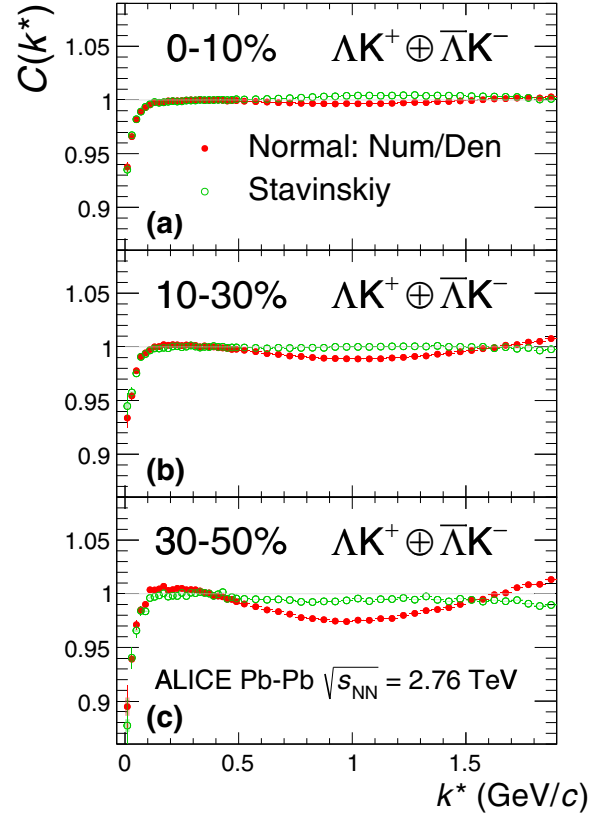 C(k*)
0-10% ΛK⁺ ⊕ Λ̅K⁻
1.05
1
Normal: Num/Den
0.95
Stavinskiy
0.9
(a)
10-30% ΛK⁺ ⊕ Λ̅K⁻
1.05
1
0.95
0.9
(b)
30-50% ΛK⁺ ⊕ Λ̅K⁻
1.05
1
0.95
ALICE Pb-Pb √sNN = 2.76 TeV
0.9
(c)
0 0.5 1 1.5
k* (GeV/c)